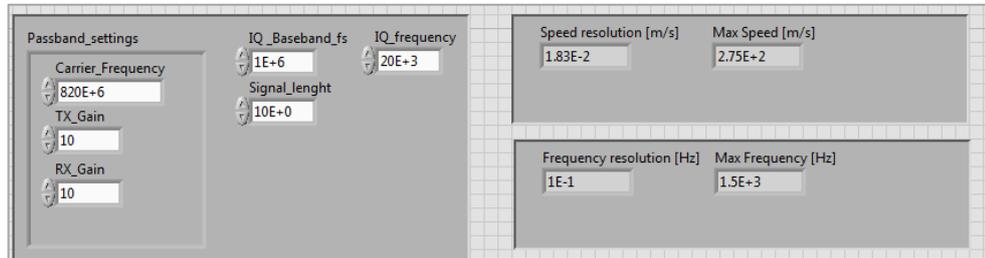 Passband_settings
Carrier_Frequency
820E+6
TX_Gain
10
RX_Gain
10
IQ _Baseband_fs
1E+6
IQ_frequency
20E+3
Signal_lenght
10E+0
Speed resolution [m/s]
1.83E-2
Max Speed [m/s]
2.75E+2
Frequency resolution [Hz]
1E-1
Max Frequency [Hz]
1.5E+3